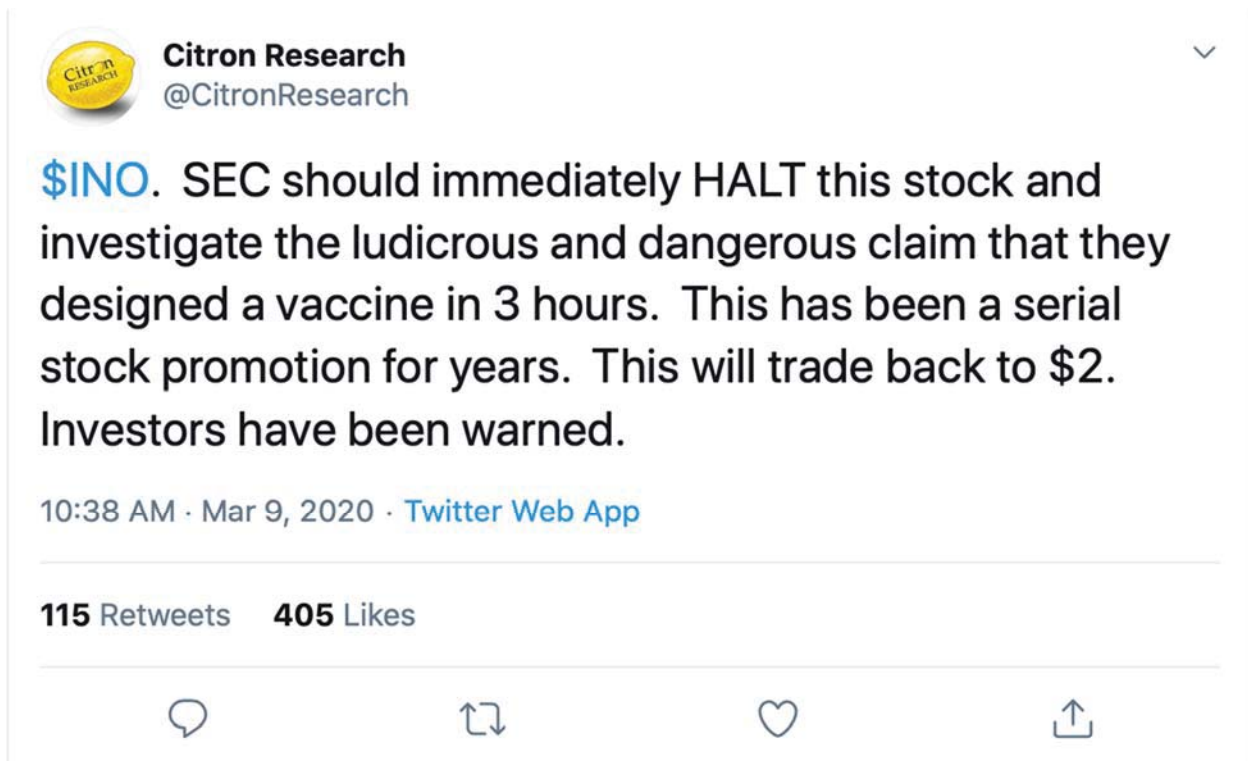 Citron
RESEARCH
Citron Research
@CitronResearch
$INO. SEC should immediately HALT this stock and
investigate the ludicrous and dangerous claim that they
designed a vaccine in 3 hours. This has been a serial
stock promotion for years. This will trade back to $2.
Investors have been warned.
10:38 AM · Mar 9, 2020 · Twitter Web App
115 Retweets 405 Likes